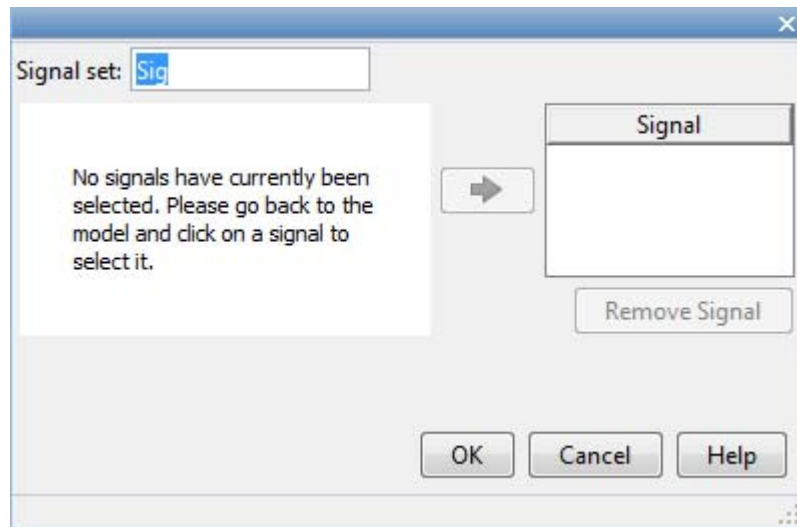 Signal set: Sig
Signal
No signals have currently been
selected. Please go back to the
model and click on a signal to
select it.
Remove Signal
OK Cancel Help